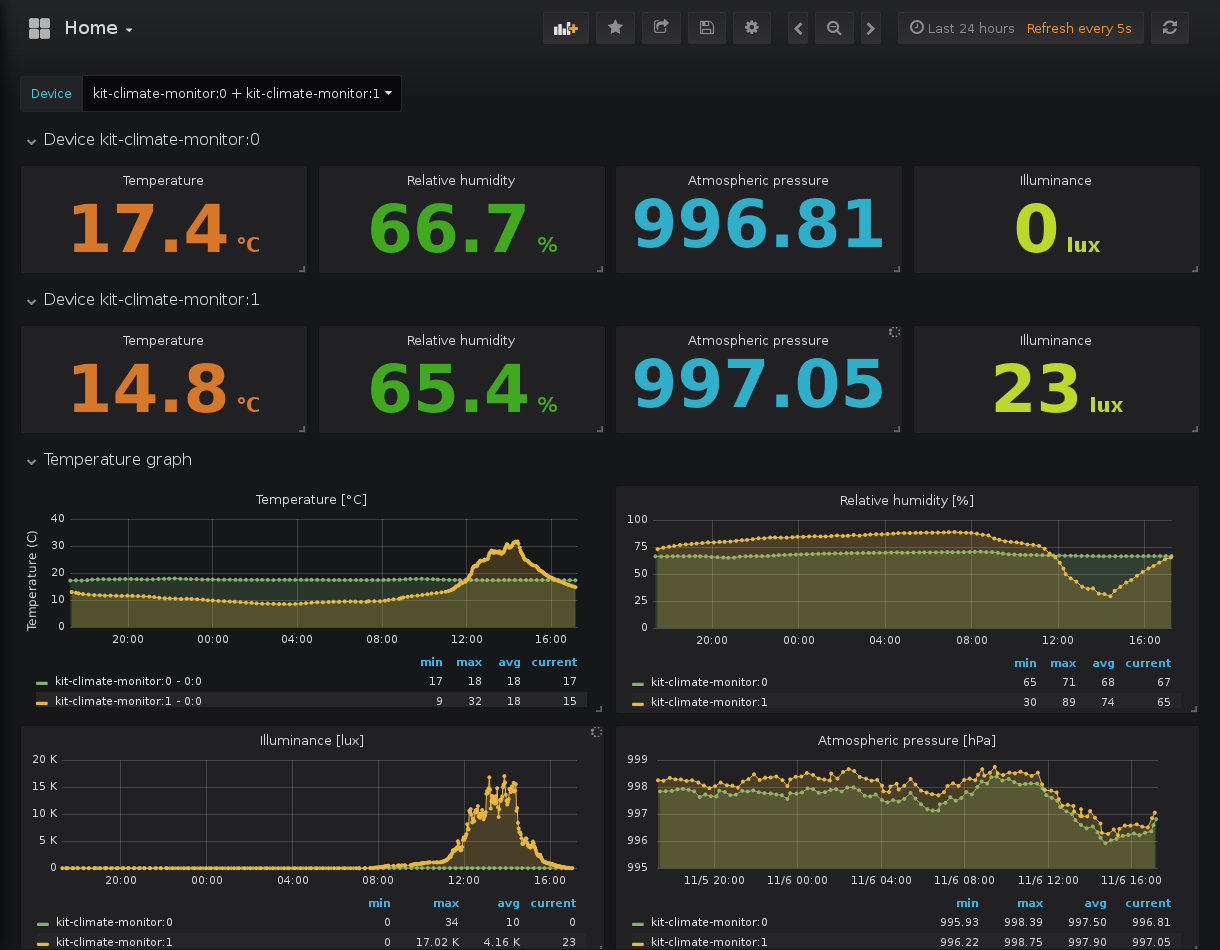 Home
Last 24 hours Refresh every 5s
Device kit-climate-monitor:0 + kit-climate-monitor:1
Device kit-climate-monitor:0
Temperature
17.4 °C
Relative humidity
66.7 %
Atmospheric pressure
996.81
Illuminance
0 lux
Device kit-climate-monitor:1
Temperature
14.8 °C
Relative humidity
65.4 %
Atmospheric pressure
997.05
Illuminance
23 lux
Temperature graph
Temperature [°C]
Temperature (C)
40
30
20
10
0
20:00 00:00 04:00 08:00 12:00 16:00
min max avg current
kit-climate-monitor:0 - 0:0 17 18 18 17
kit-climate-monitor:1 - 0:0 9 32 18 15
Relative humidity [%]
100
75
50
25
0
20:00 00:00 04:00 08:00 12:00 16:00
min max avg current
kit-climate-monitor:0 65 71 68 67
kit-climate-monitor:1 30 89 74 65
Illuminance [lux]
20 K
15 K
10 K
5 K
0
20:00 00:00 04:00 08:00 12:00 16:00
min max avg current
kit-climate-monitor:0 0 34 10 0
kit-climate-monitor:1 0 17.02 K 4.16 K 23
Atmospheric pressure [hPa]
999
998
997
996
995
11/5 20:00 11/6 00:00 11/6 04:00 11/6 08:00 11/6 12:00 11/6 16:00
min max avg current
kit-climate-monitor:0 995.93 998.39 997.50 996.81
kit-climate-monitor:1 996.22 998.75 997.90 997.05